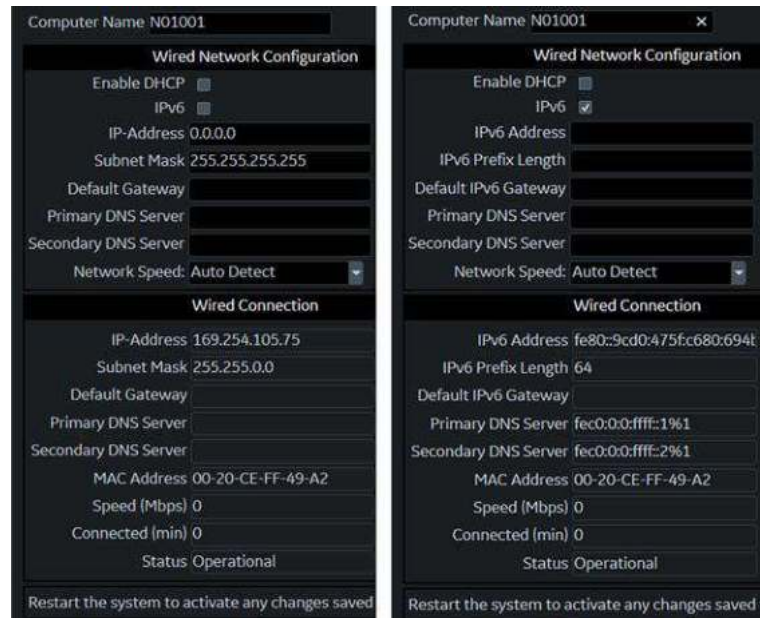 Computer Name N01001
Wired Network Configuration
Enable DHCP
IPv6
IP-Address 0.0.0.0
Subnet Mask 255.255.255.255
Default Gateway
Primary DNS Server
Secondary DNS Server
Network Speed: Auto Detect
Wired Connection
IP-Address 169.254.105.75
Subnet Mask 255.255.0.0
Default Gateway
Primary DNS Server
Secondary DNS Server
MAC Address 00-20-CE-FF-49-A2
Speed (Mbps) 0
Connected (min) 0
Status Operational
Restart the system to activate any changes saved
Computer Name N01001
Wired Network Configuration
Enable DHCP
IPv6
IPv6 Address
IPv6 Prefix Length
Default IPv6 Gateway
Primary DNS Server
Secondary DNS Server
Network Speed: Auto Detect
Wired Connection
IPv6 Address fe80::9cd0:475f:c680:694b
IPv6 Prefix Length 64
Default IPv6 Gateway
Primary DNS Server fec0:0:0:ffff::1%1
Secondary DNS Server fec0:0:0:ffff::2%1
MAC Address 00-20-CE-FF-49-A2
Speed (Mbps) 0
Connected (min) 0
Status Operational
Restart the system to activate any changes saved